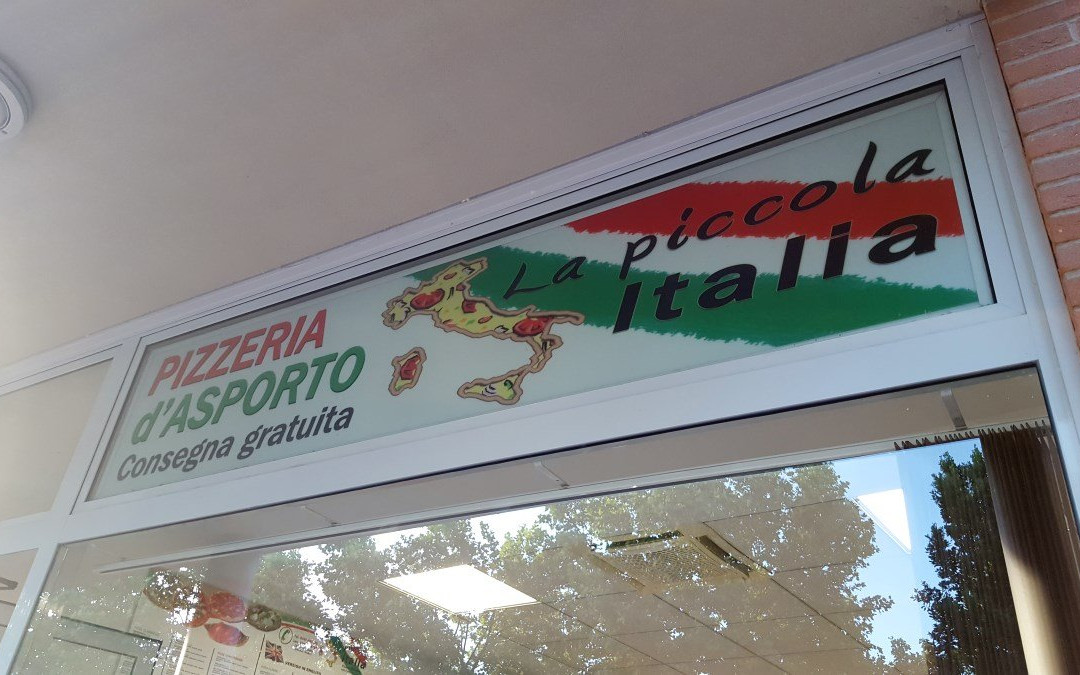 PIZZERIA
d'ASPORTO
Consegna gratuita
La piccola
Italia